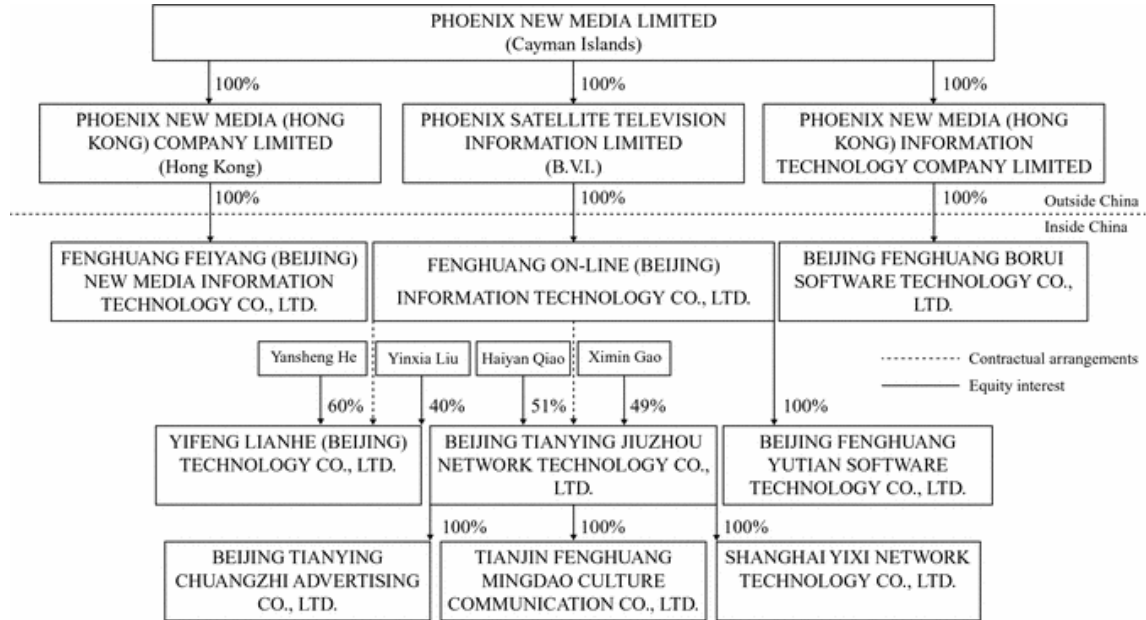 PHOENIX NEW MEDIA LIMITED
(Cayman Islands)
100%
100%
100%
PHOENIX NEW MEDIA (HONG
KONG) COMPANY LIMITED
(Hong Kong)
PHOENIX SATELLITE TELEVISION
INFORMATION LIMITED
(B.V.I.)
PHOENIX NEW MEDIA (HONG
KONG) INFORMATION
TECHNOLOGY COMPANY LIMITED
100%
100%
100%
Outside China
Inside China
FENGHUANG FEIYANG (BEIJING)
NEW MEDIA INFORMATION
TECHNOLOGY CO., LTD.
FENGHUANG ON-LINE (BEIJING)
INFORMATION TECHNOLOGY CO., LTD.
BEIJING FENGHUANG BORUI
SOFTWARE TECHNOLOGY CO.,
LTD.
Yansheng He
Yinxia Liu
Haiyan Qiao
Ximin Gao
Contractual arrangements
Equity interest
60%
40%
51%
49%
100%
YIFENG LIANHE (BEIJING)
TECHNOLOGY CO., LTD.
BEIJING TIANYING JIUZHOU
NETWORK TECHNOLOGY CO.,
LTD.
BEIJING FENGHUANG
YUTIAN SOFTWARE
TECHNOLOGY CO., LTD.
100%
100%
100%
BEIJING TIANYING
CHUANGZHI ADVERTISING
CO., LTD.
TIANJIN FENGHUANG
MINGDAO CULTURE
COMMUNICATION CO., LTD.
SHANGHAI YIXI NETWORK
TECHNOLOGY CO., LTD.